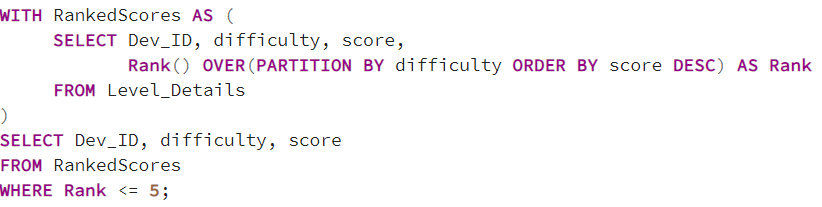 WITH RankedScores AS (
     SELECT Dev_ID, difficulty, score,
            Rank() OVER(PARTITION BY difficulty ORDER BY score DESC) AS Rank
     FROM Level_Details
)
SELECT Dev_ID, difficulty, score
FROM RankedScores
WHERE Rank <= 5;